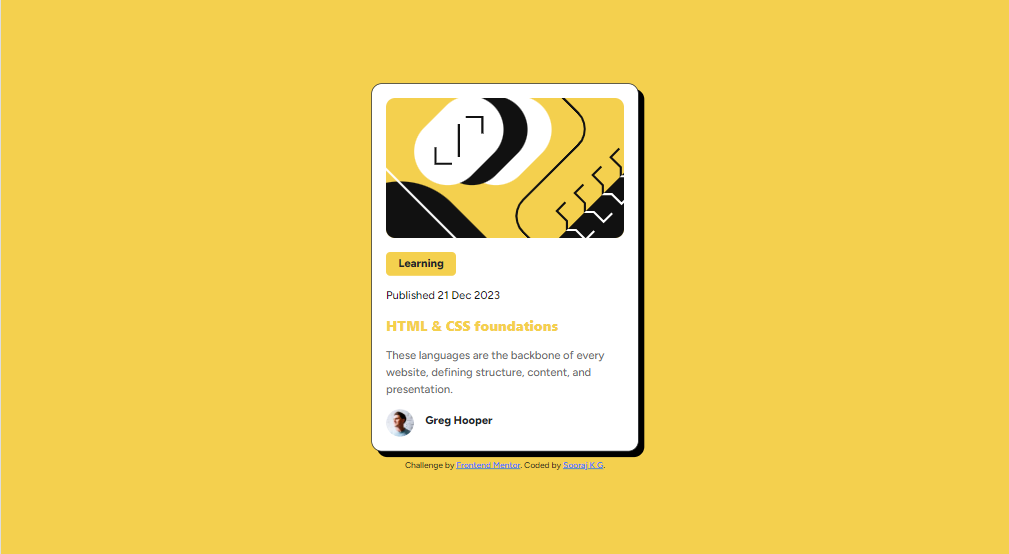 Learning
Published 21 Dec 2023
HTML & CSS foundations
These languages are the backbone of every
website, defining structure, content, and
presentation.
Greg Hooper
Challenge by Frontend Mentor. Coded by Sooraj K.G.